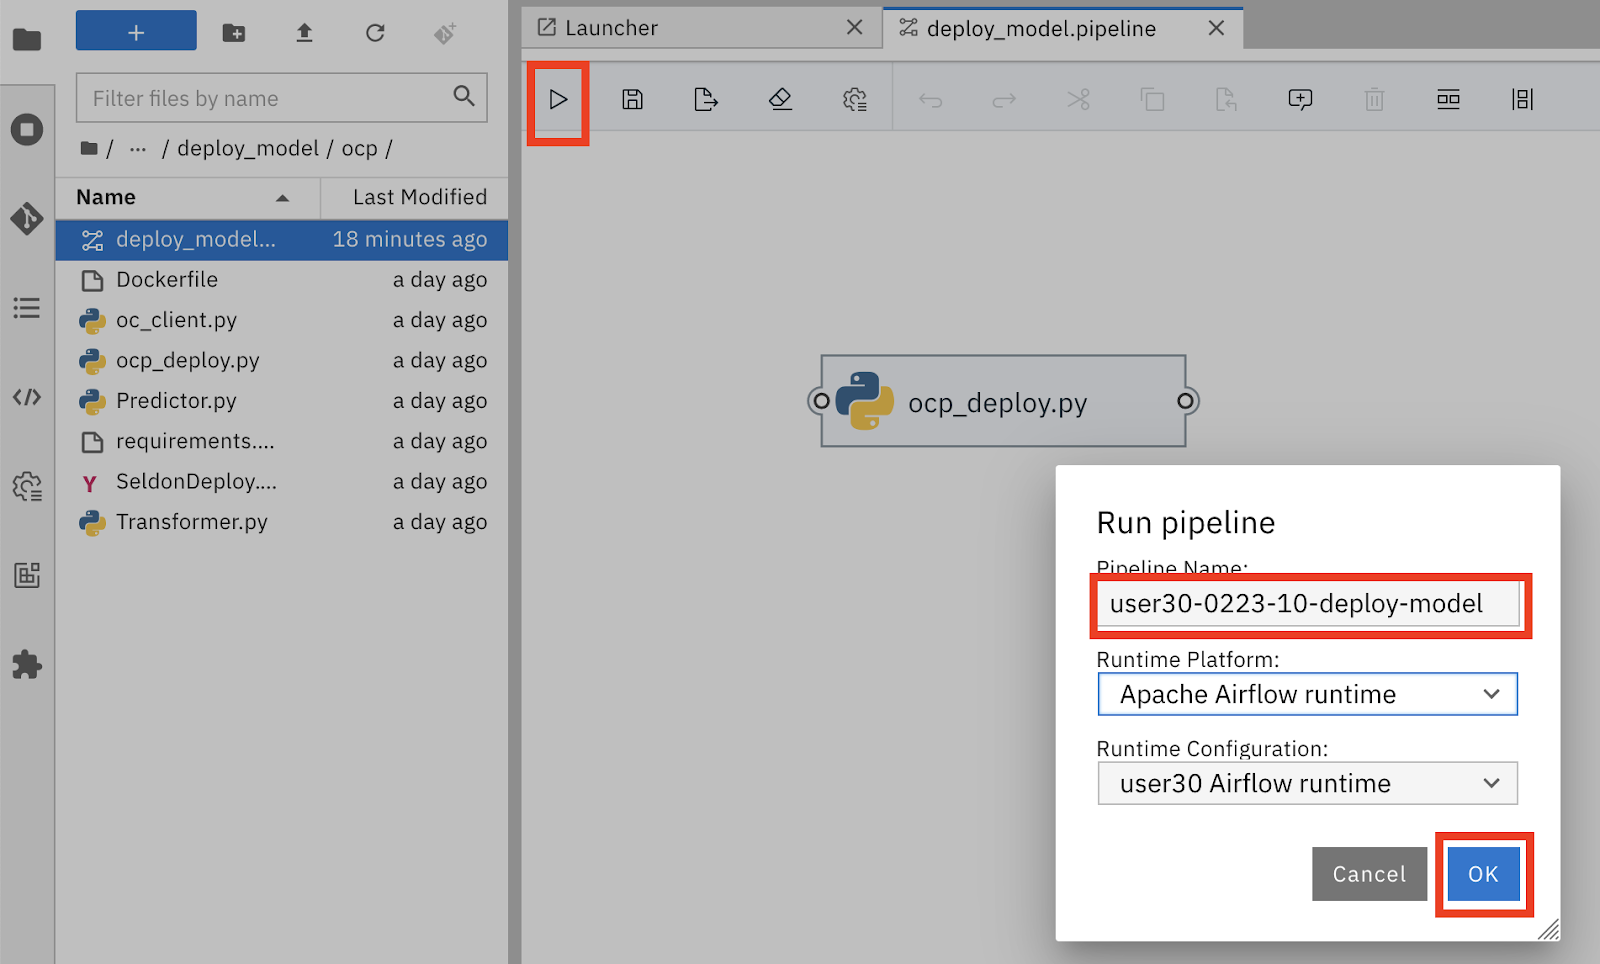 Launcher
deploy_model.pipeline
Filter files by name
/ ... / deploy_model / ocp /
Name Last Modified
deploy_model... 18 minutes ago
Dockerfile a day ago
oc_client.py a day ago
ocp_deploy.py a day ago
Predictor.py a day ago
requirements.... a day ago
SeldonDeploy.... a day ago
Transformer.py a day ago
ocp_deploy.py
Run pipeline
Pipeline Name:
user30-0223-10-deploy-model
Runtime Platform:
Apache Airflow runtime
Runtime Configuration:
user30 Airflow runtime
Cancel OK